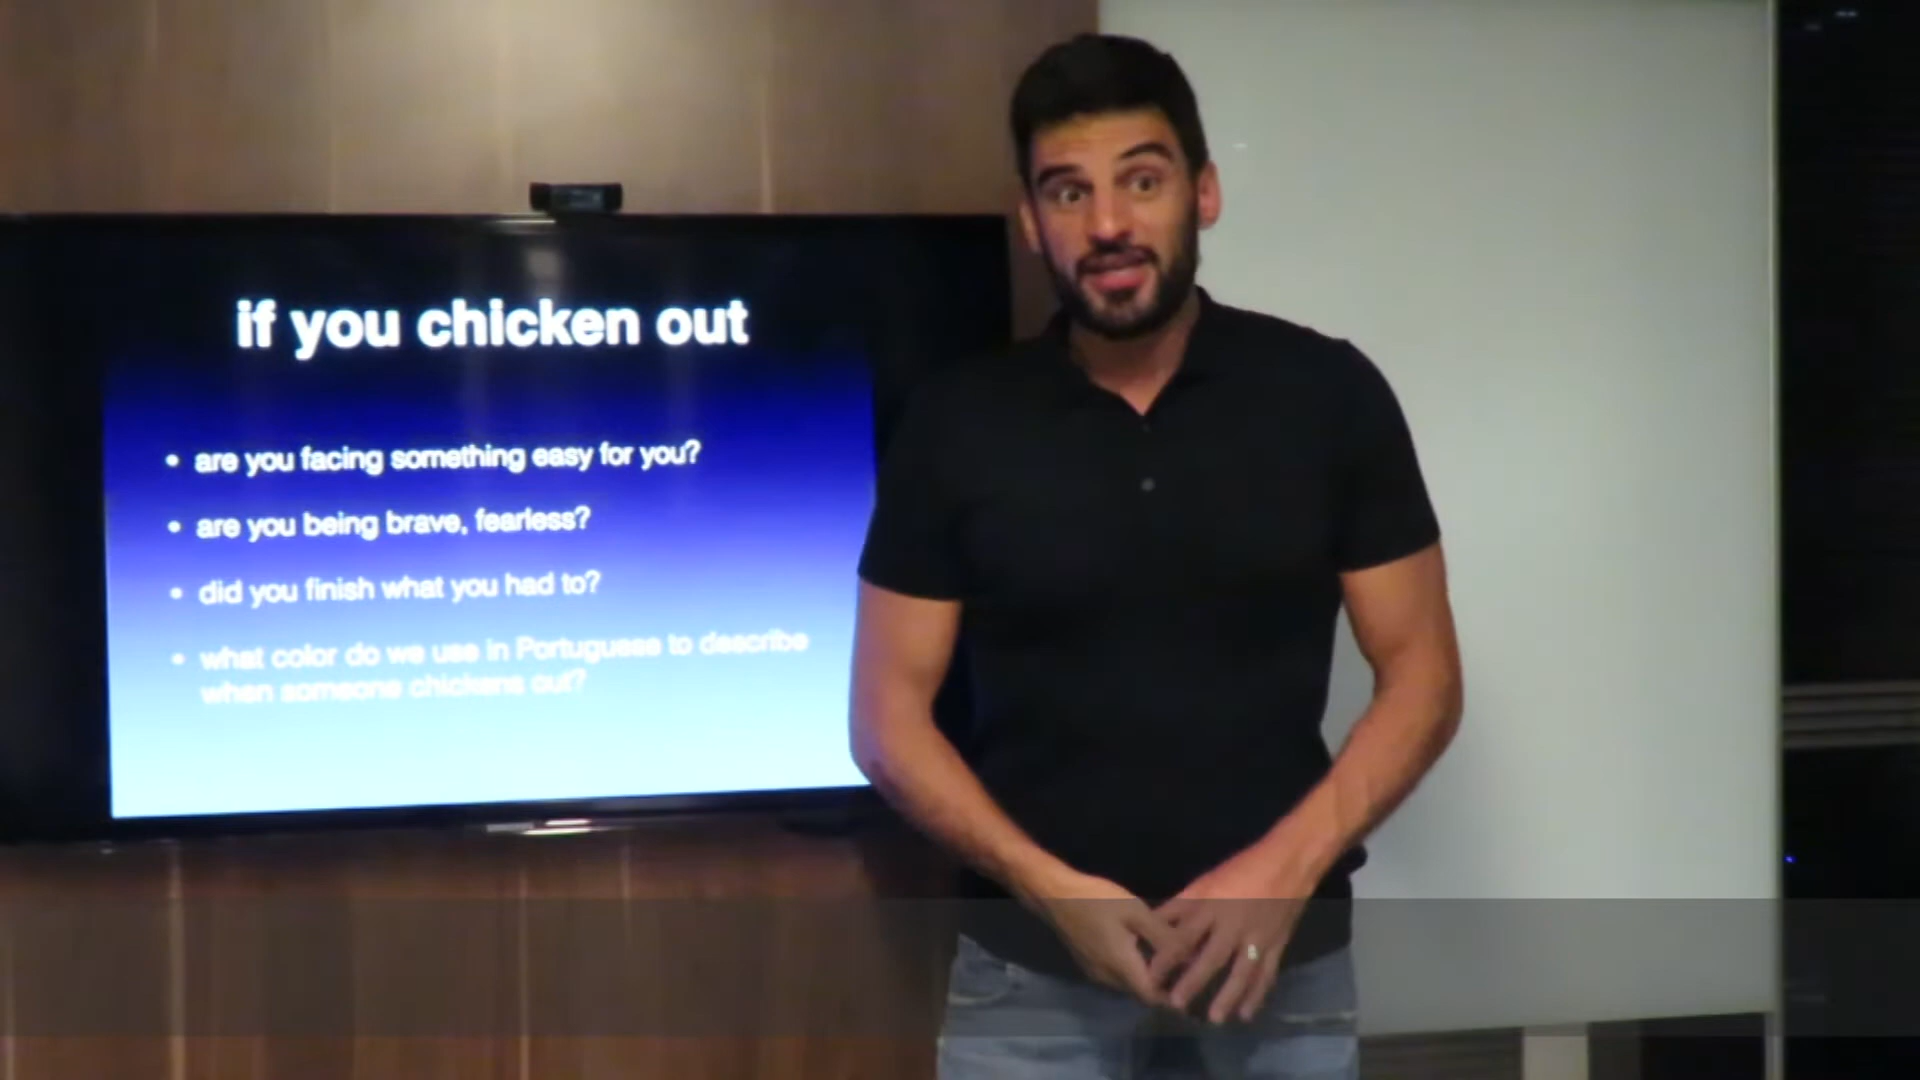 if you chicken out
• are you facing something easy for you?
• are you being brave, fearless?
• did you finish what you had to?
• what color do we use in Portuguese to describe
when someone chickens out?